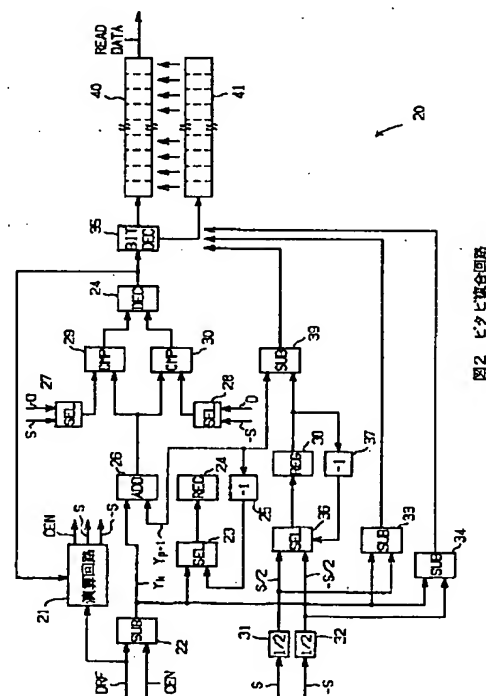 READ
DATA
40
41
20
35
BIT
DEC
24
DEC
29
CMP
CMP
30
27
S
0
SEL
SEL
28
-S
0
39
SUB
CEN
S
-S
演算回路
21
26
ADD
24
REG
-1
25
SEL
23
Yk
Yp-1
REG
38
-1
37
SEL
36
SUB
33
SUB
34
S/2
-S/2
SUB
22
DRF
CEN
31
1/2
1/2
32
S
-S
図2 ビタビ復合回路